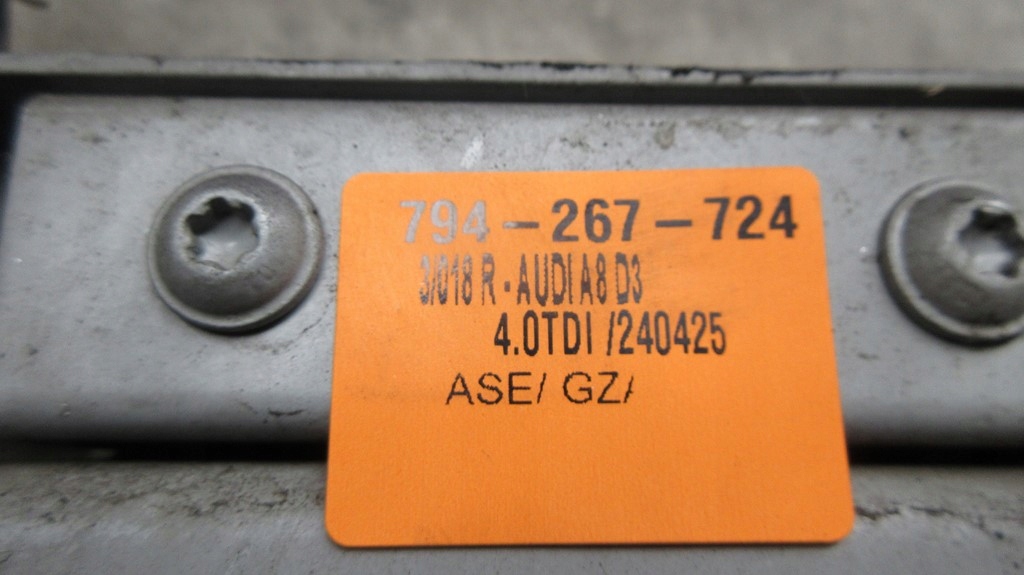 794-267-724
3/018 R - AUDI A8 D3
4.0TDI /240425
ASE/ GZ/